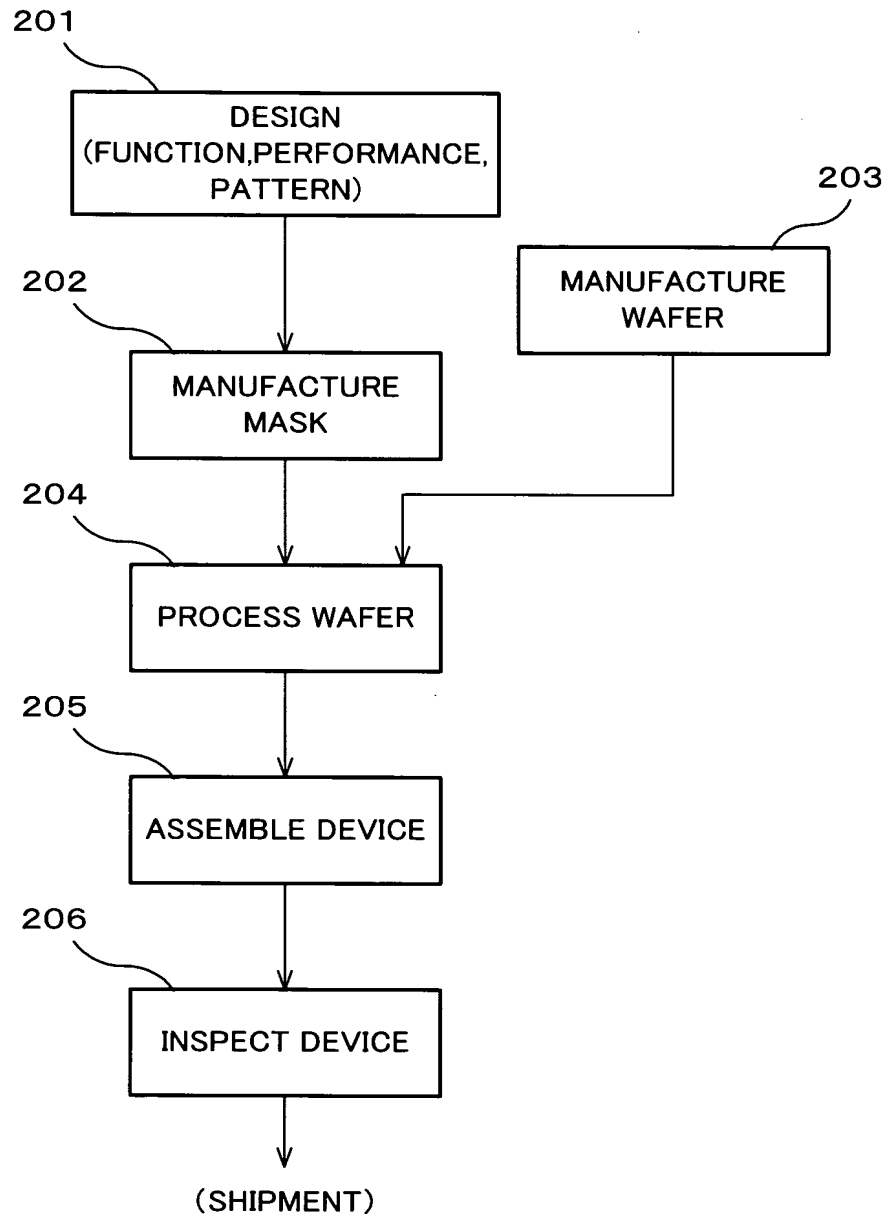 201
DESIGN
(FUNCTION,PERFORMANCE,
PATTERN)
203
MANUFACTURE
WAFER
202
MANUFACTURE
MASK
204
PROCESS WAFER
205
ASSEMBLE DEVICE
206
INSPECT DEVICE
(SHIPMENT)